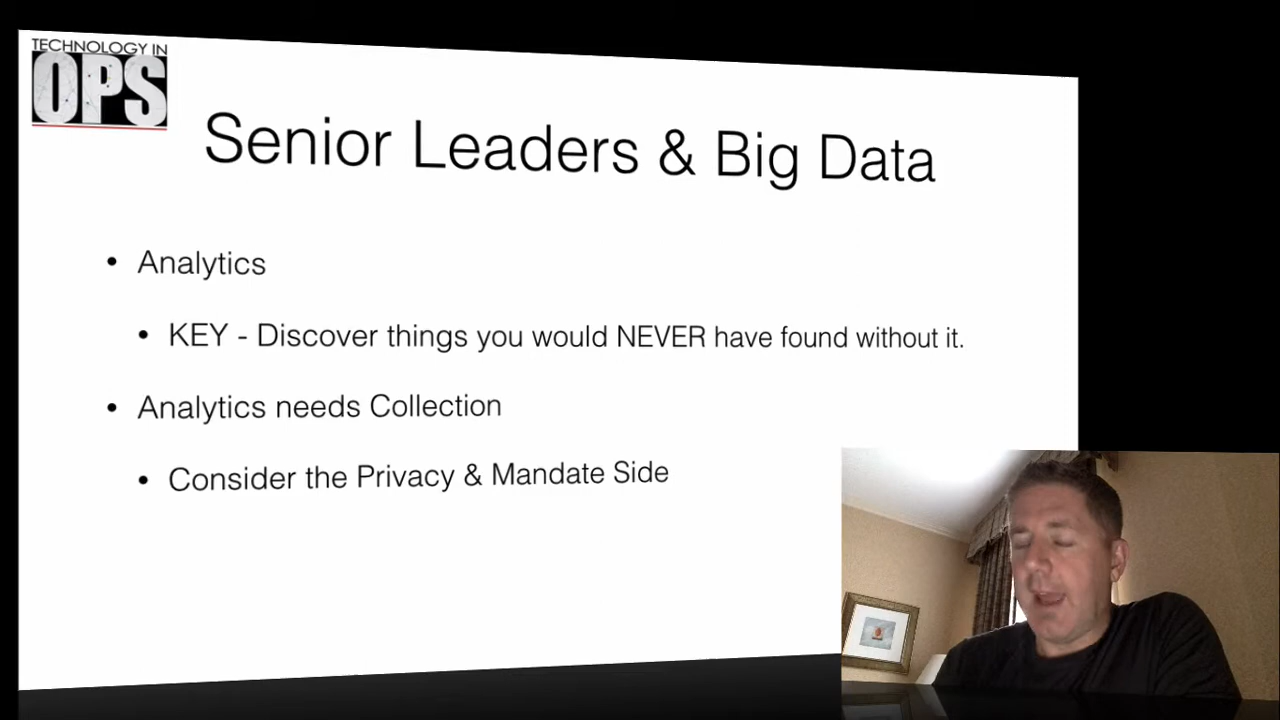 TECHNOLOGY IN
OPS
Senior Leaders & Big Data
• Analytics
• KEY - Discover things you would NEVER have found without it.
• Analytics needs Collection
• Consider the Privacy & Mandate Side